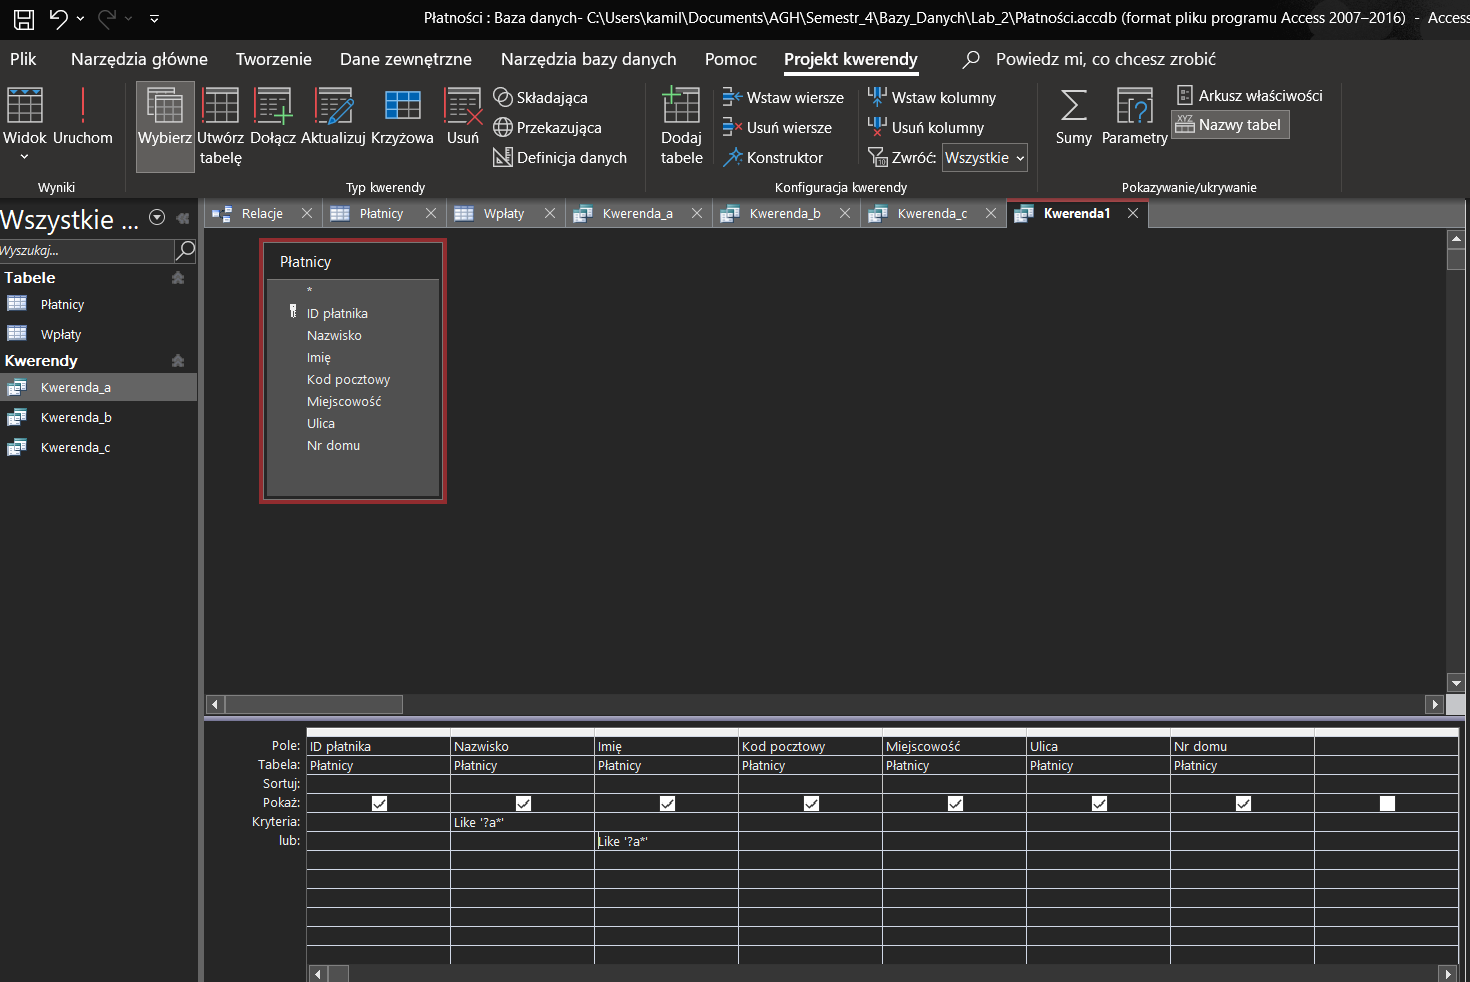 Płatności : Baza danych- C:\Users\kamil\Documents\AGH\Semestr_4\Bazy_Danych\Lab_2\Płatności.accdb (format pliku programu Access 2007–2016) - Access
Plik Narzędzia główne Tworzenie Dane zewnętrzne Narzędzia bazy danych Pomoc Projekt kwerendy Powiedz mi, co chcesz zrobić
Widok Uruchom
Wyniki
Wybierz Utwórz tabelę Dołącz Aktualizuj Krzyżowa Usuń
Składająca
Przekazująca
Definicja danych
Typ kwerendy
Dodaj tabele
Wstaw wiersze
Usuń wiersze
Konstruktor
Wstaw kolumny
Usuń kolumny
Zwróć: Wszystkie
Konfiguracja kwerendy
Sumy Parametry
Arkusz właściwości
XYZ Nazwy tabel
Pokazywanie/ukrywanie
Wszystkie ...
Wyszukaj...
Tabele
Płatnicy
Wpłaty
Kwerendy
Kwerenda_a
Kwerenda_b
Kwerenda_c
Relacje Płatnicy Wpłaty Kwerenda_a Kwerenda_b Kwerenda_c Kwerenda1
Płatnicy
*
ID płatnika
Nazwisko
Imię
Kod pocztowy
Miejscowość
Ulica
Nr domu
Pole: ID płatnika Nazwisko Imię Kod pocztowy Miejscowość Ulica Nr domu
Tabela: Płatnicy Płatnicy Płatnicy Płatnicy Płatnicy Płatnicy Płatnicy
Sortuj:
Pokaż:
Kryteria: Like '?a*'
lub: Like '?a*'